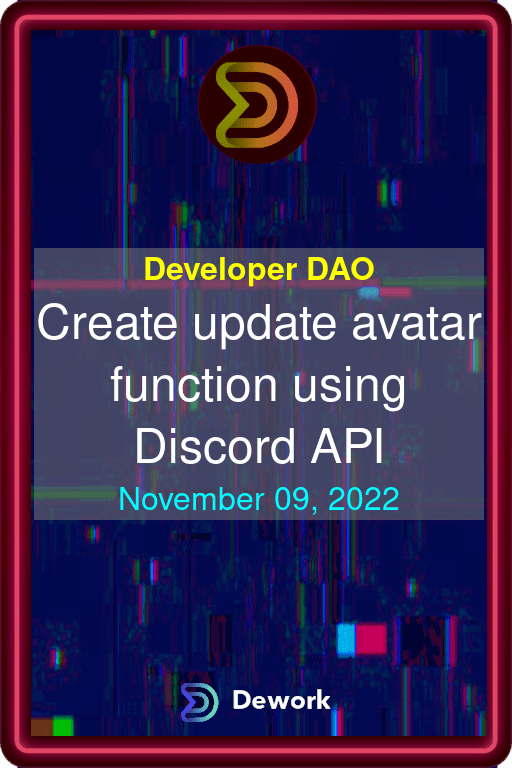 Developer DAO
Create update avatar
function using
Discord API
November 09, 2022
Dework